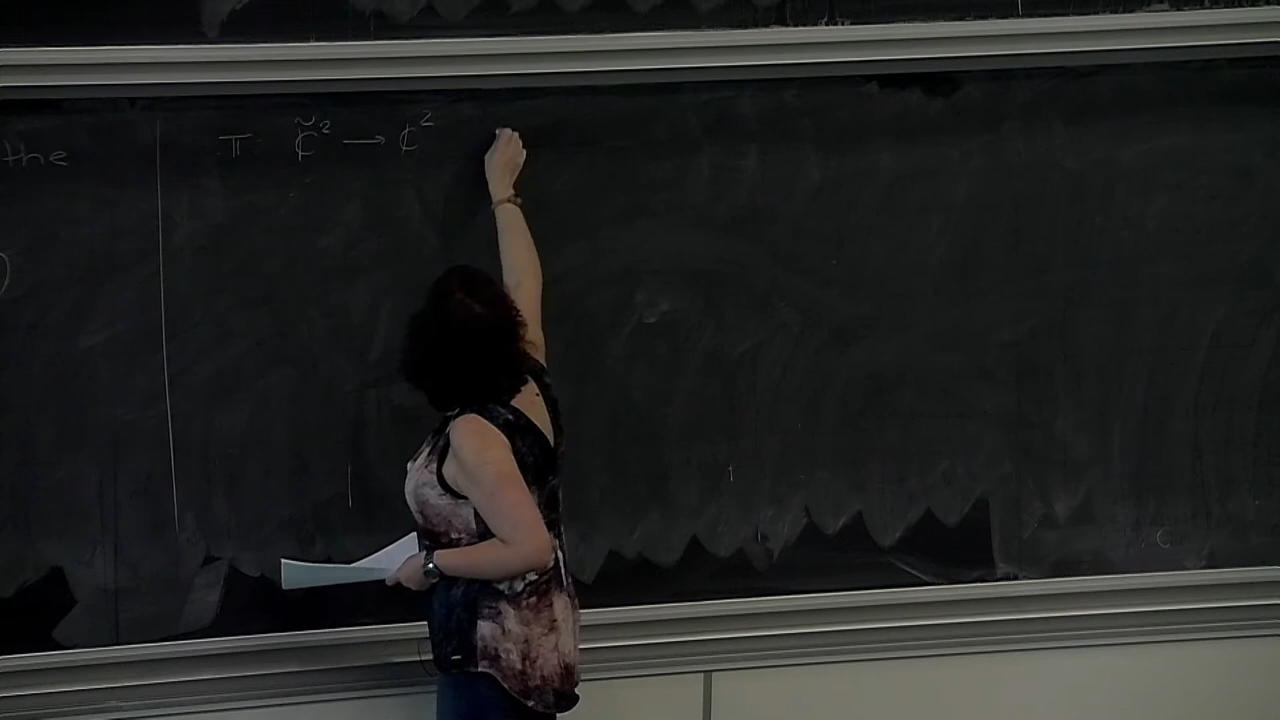 the
π : ℂ̃² → ℂ²
)